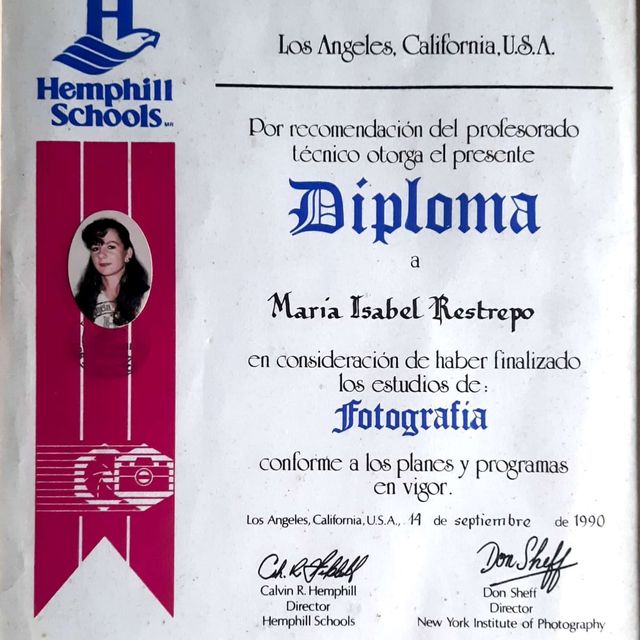 H
Hemphill
Schools MR
Los Angeles, California, U.S.A.
Por recomendación del profesorado
técnico otorga el presente
Diploma
a
María Isabel Restrepo
en consideración de haber finalizado
los estudios de:
Fotografía
conforme a los planes y programas
en vigor.
Los Angeles, California, U.S.A., 14 de septiembre de 1990
Don Sheff
Calvin R. Hemphill
Director
Hemphill Schools
Don Sheff
Director
New York Institute of Photography